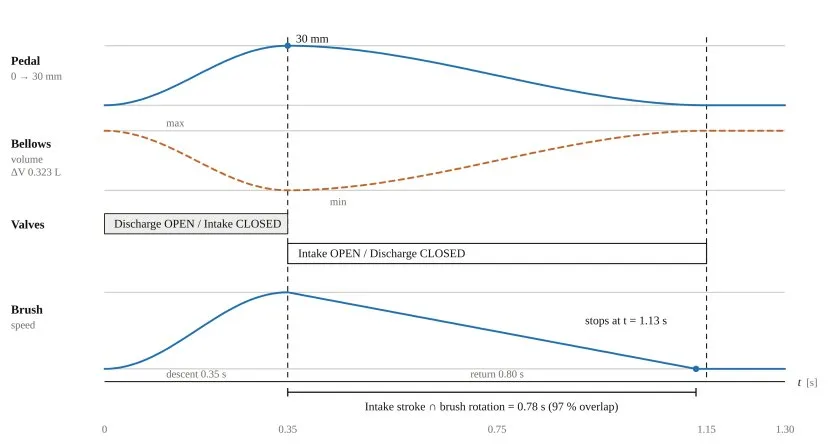 30 mm
Pedal
0 → 30 mm
max
Bellows
volume
ΔV 0.323 L
min
Valves
Discharge OPEN / Intake CLOSED
Intake OPEN / Discharge CLOSED
Brush
speed
stops at t = 1.13 s
descent 0.35 s
return 0.80 s
t [s]
Intake stroke ∩ brush rotation = 0.78 s (97 % overlap)
0 0.35 0.75 1.15 1.30